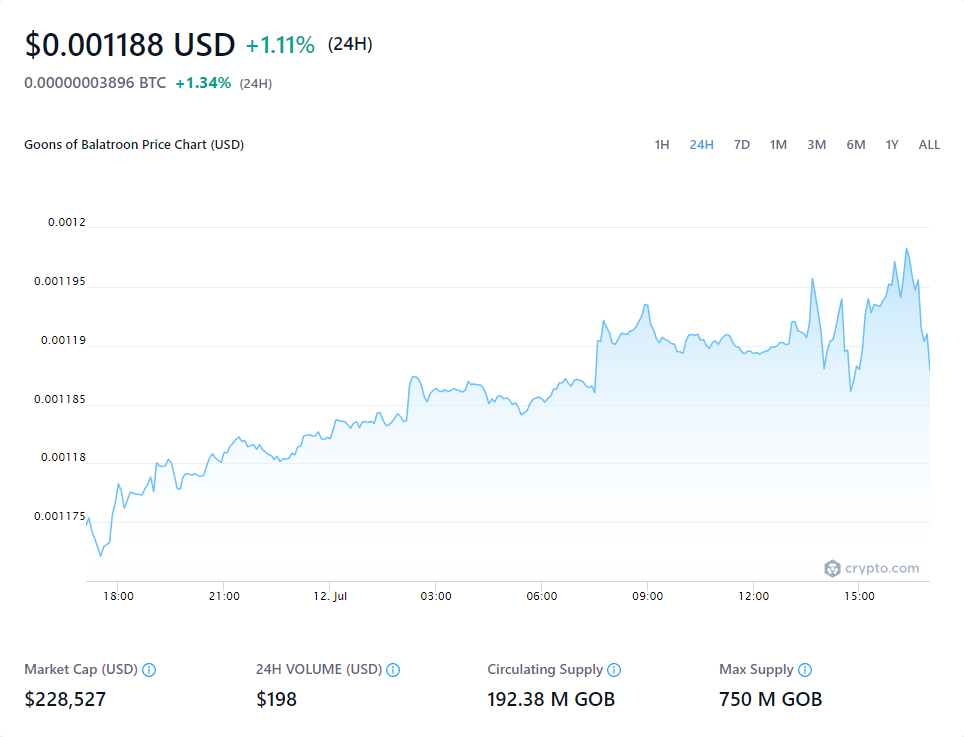 $0.001188 USD +1.11% (24H)
0.00000003896 BTC +1.34% (24H)
Goons of Balatroon Price Chart (USD) 1H 24H 7D 1M 3M 6M 1Y ALL
0.0012
0.001195
0.00119
0.001185
0.00118
0.001175
crypto.com
18:00 21:00 12. Jul 03:00 06:00 09:00 12:00 15:00
Market Cap (USD) 24H VOLUME (USD) Circulating Supply Max Supply
$228,527 $198 192.38 M GOB 750 M GOB